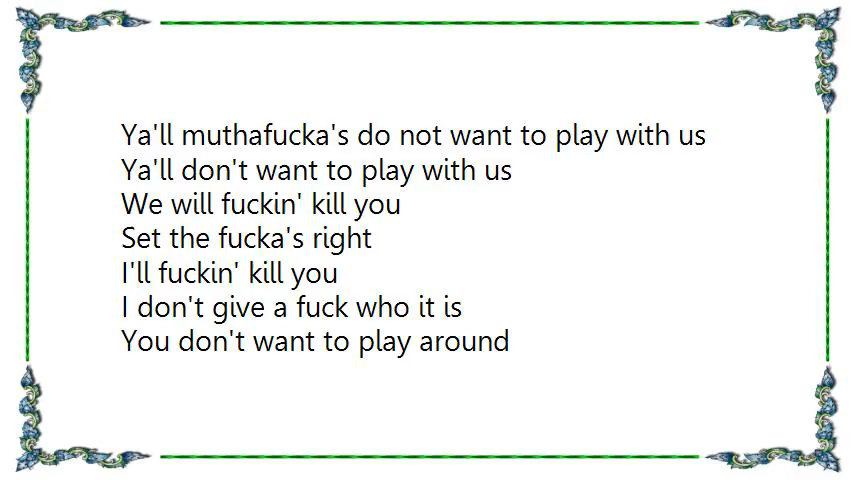 Ya'll muthafucka's do not want to play with us
Ya'll don't want to play with us
We will fuckin' kill you
Set the fucka's right
I'll fuckin' kill you
I don't give a fuck who it is
You don't want to play around